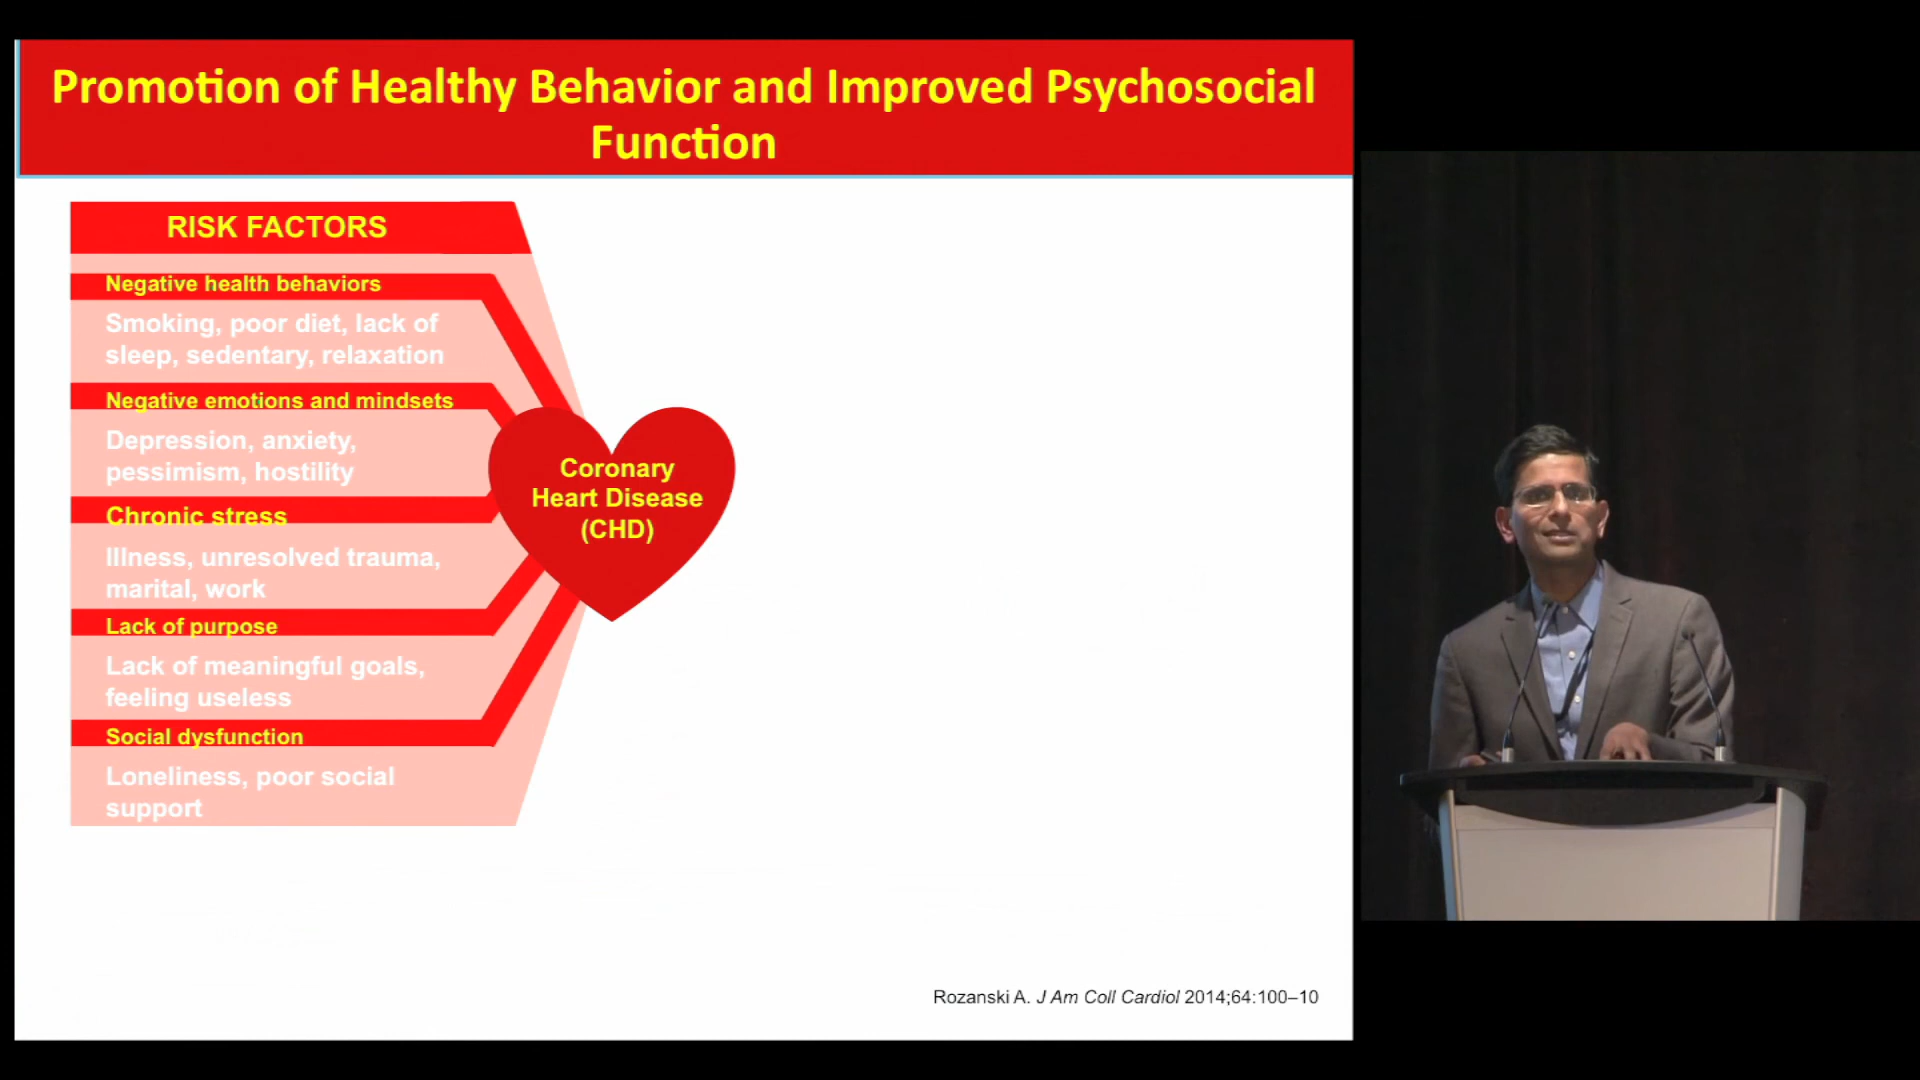 Promotion of Healthy Behavior and Improved Psychosocial
Function
RISK FACTORS
Negative health behaviors
Smoking, poor diet, lack of
sleep, sedentary, relaxation
Negative emotions and mindsets
Depression, anxiety,
pessimism, hostility
Chronic stress
Illness, unresolved trauma,
marital, work
Lack of purpose
Lack of meaningful goals,
feeling useless
Social dysfunction
Loneliness, poor social
support
Coronary
Heart Disease
(CHD)
Rozanski A. J Am Coll Cardiol 2014;64:100–10